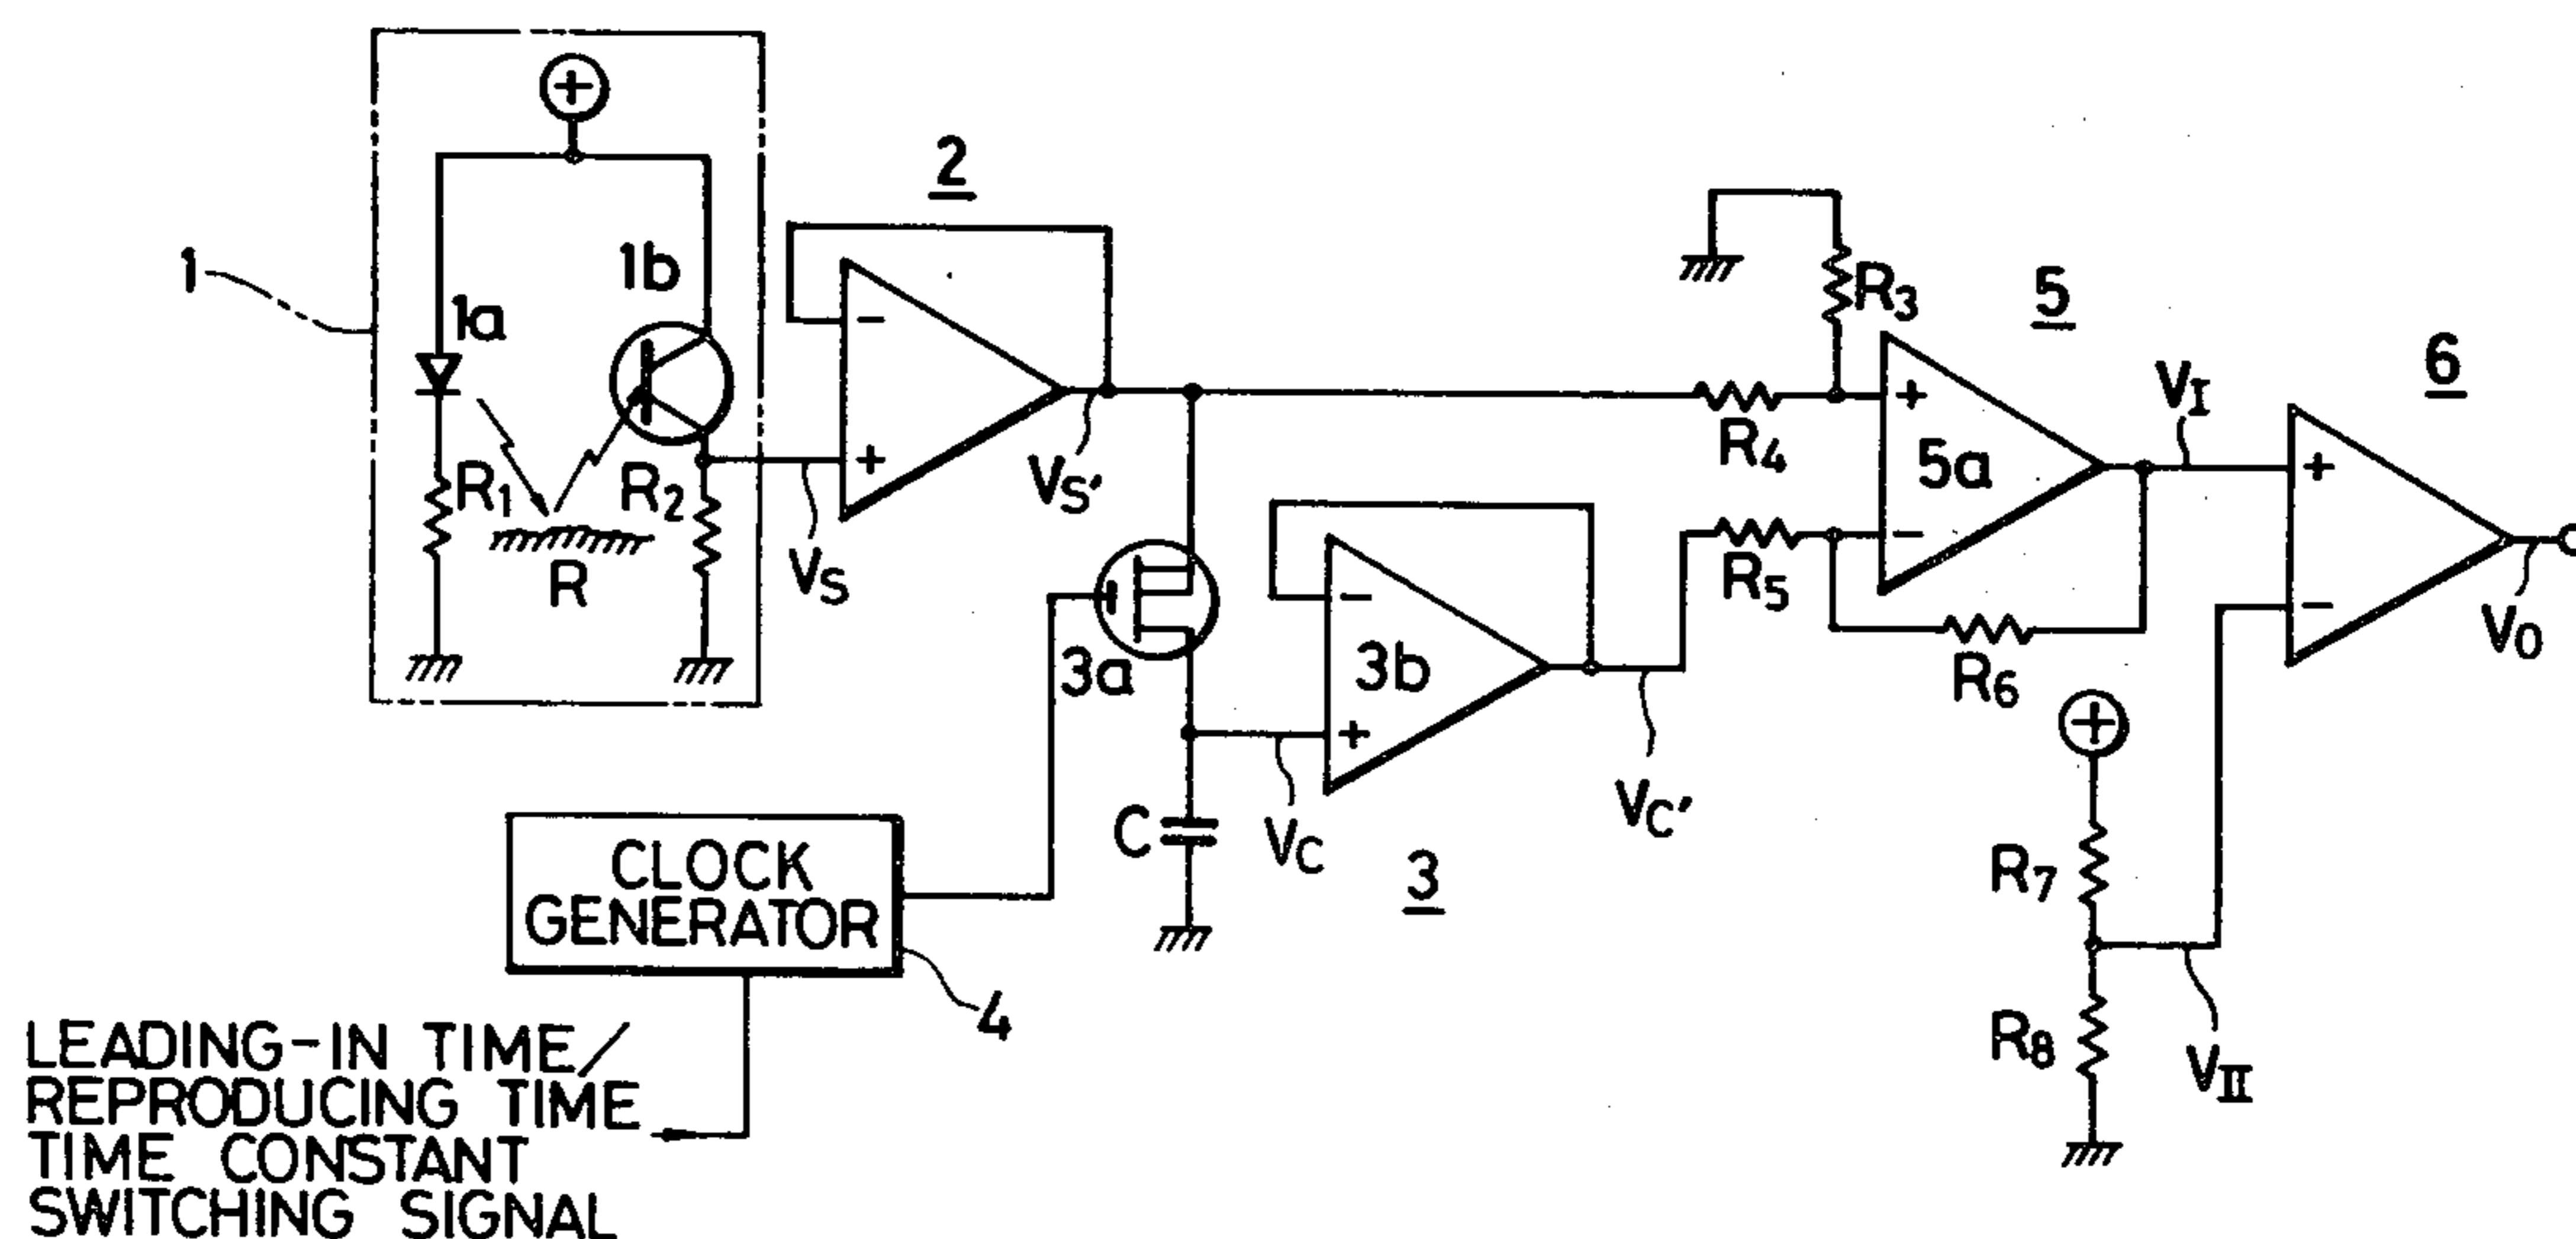 1
1a
1b
R1
R2
R
VS
2
VS'
3a
C
VC
3b
3
VC'
CLOCK
GENERATOR
4
LEADING-IN TIME/
REPRODUCING TIME
TIME CONSTANT
SWITCHING SIGNAL
R3
R4
R5
R6
5
5a
VI
6
R7
R8
VII
VO